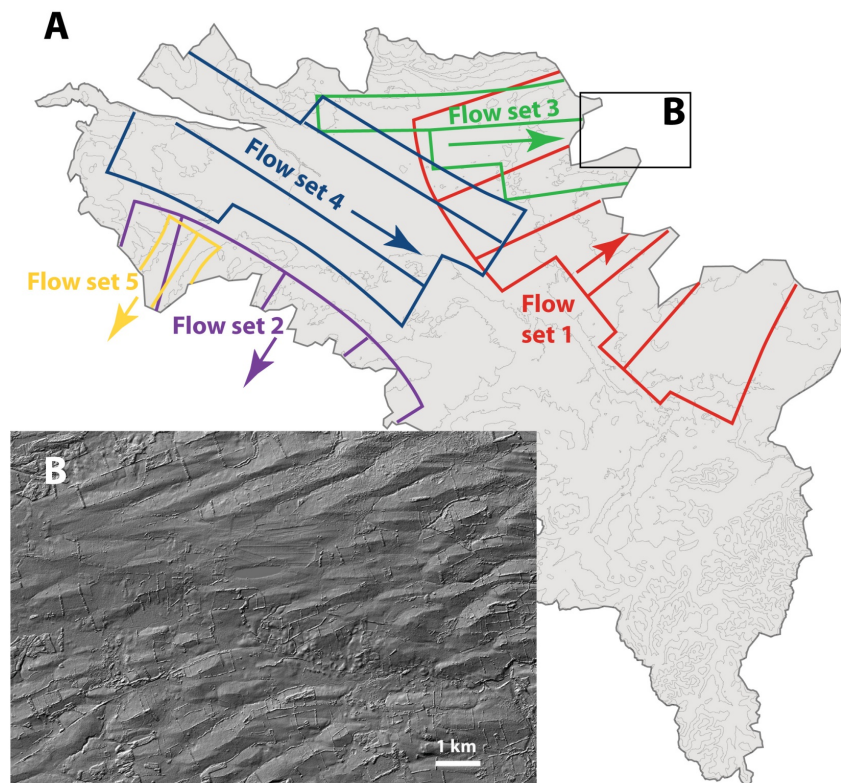 A
B
Flow set 3
Flow set 4
Flow set 5
Flow set 2
Flow
set 1
B
1 km